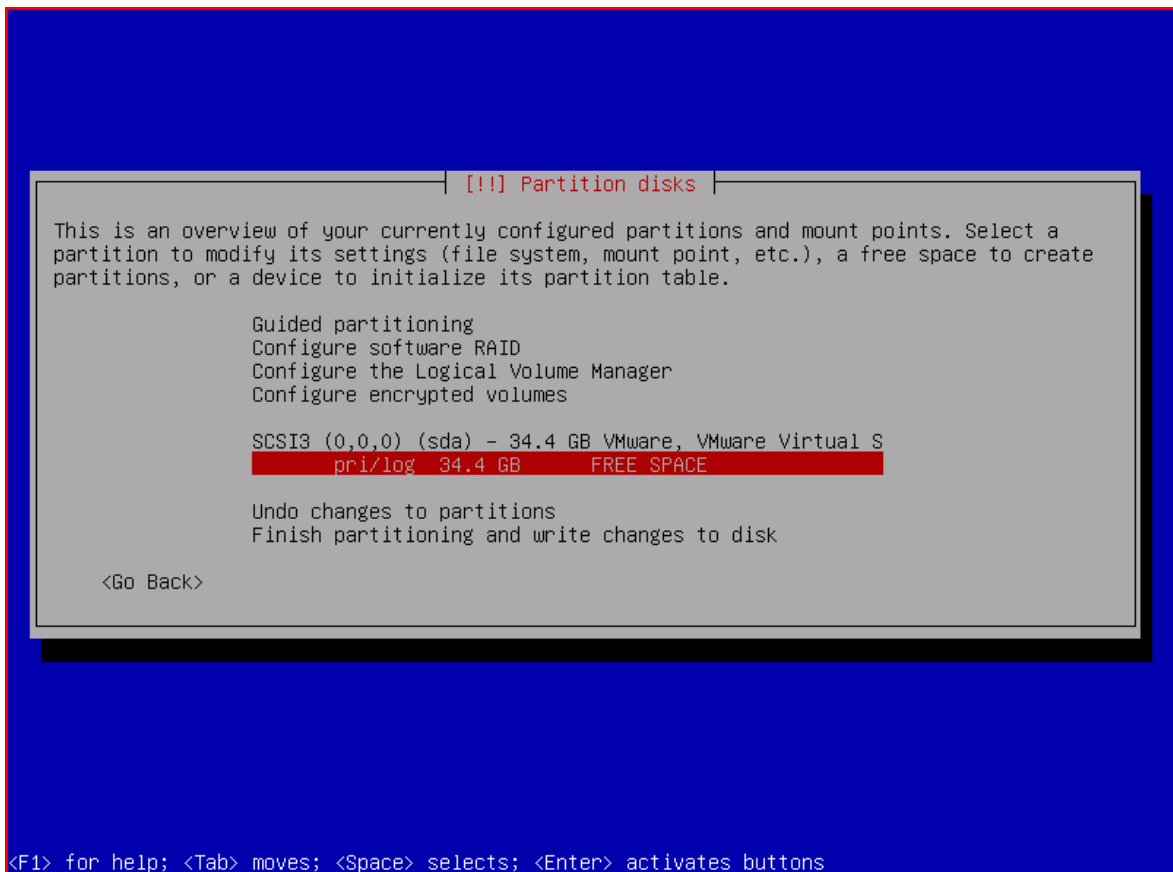 [!!] Partition disks
This is an overview of your currently configured partitions and mount points. Select a
partition to modify its settings (file system, mount point, etc.), a free space to create
partitions, or a device to initialize its partition table.
Guided partitioning
Configure software RAID
Configure the Logical Volume Manager
Configure encrypted volumes
SCSI3 (0,0,0) (sda) - 34.4 GB VMware, VMware Virtual S
pri/log 34.4 GB FREE SPACE
Undo changes to partitions
Finish partitioning and write changes to disk
<Go Back>
<F1> for help; <Tab> moves; <Space> selects; <Enter> activates buttons